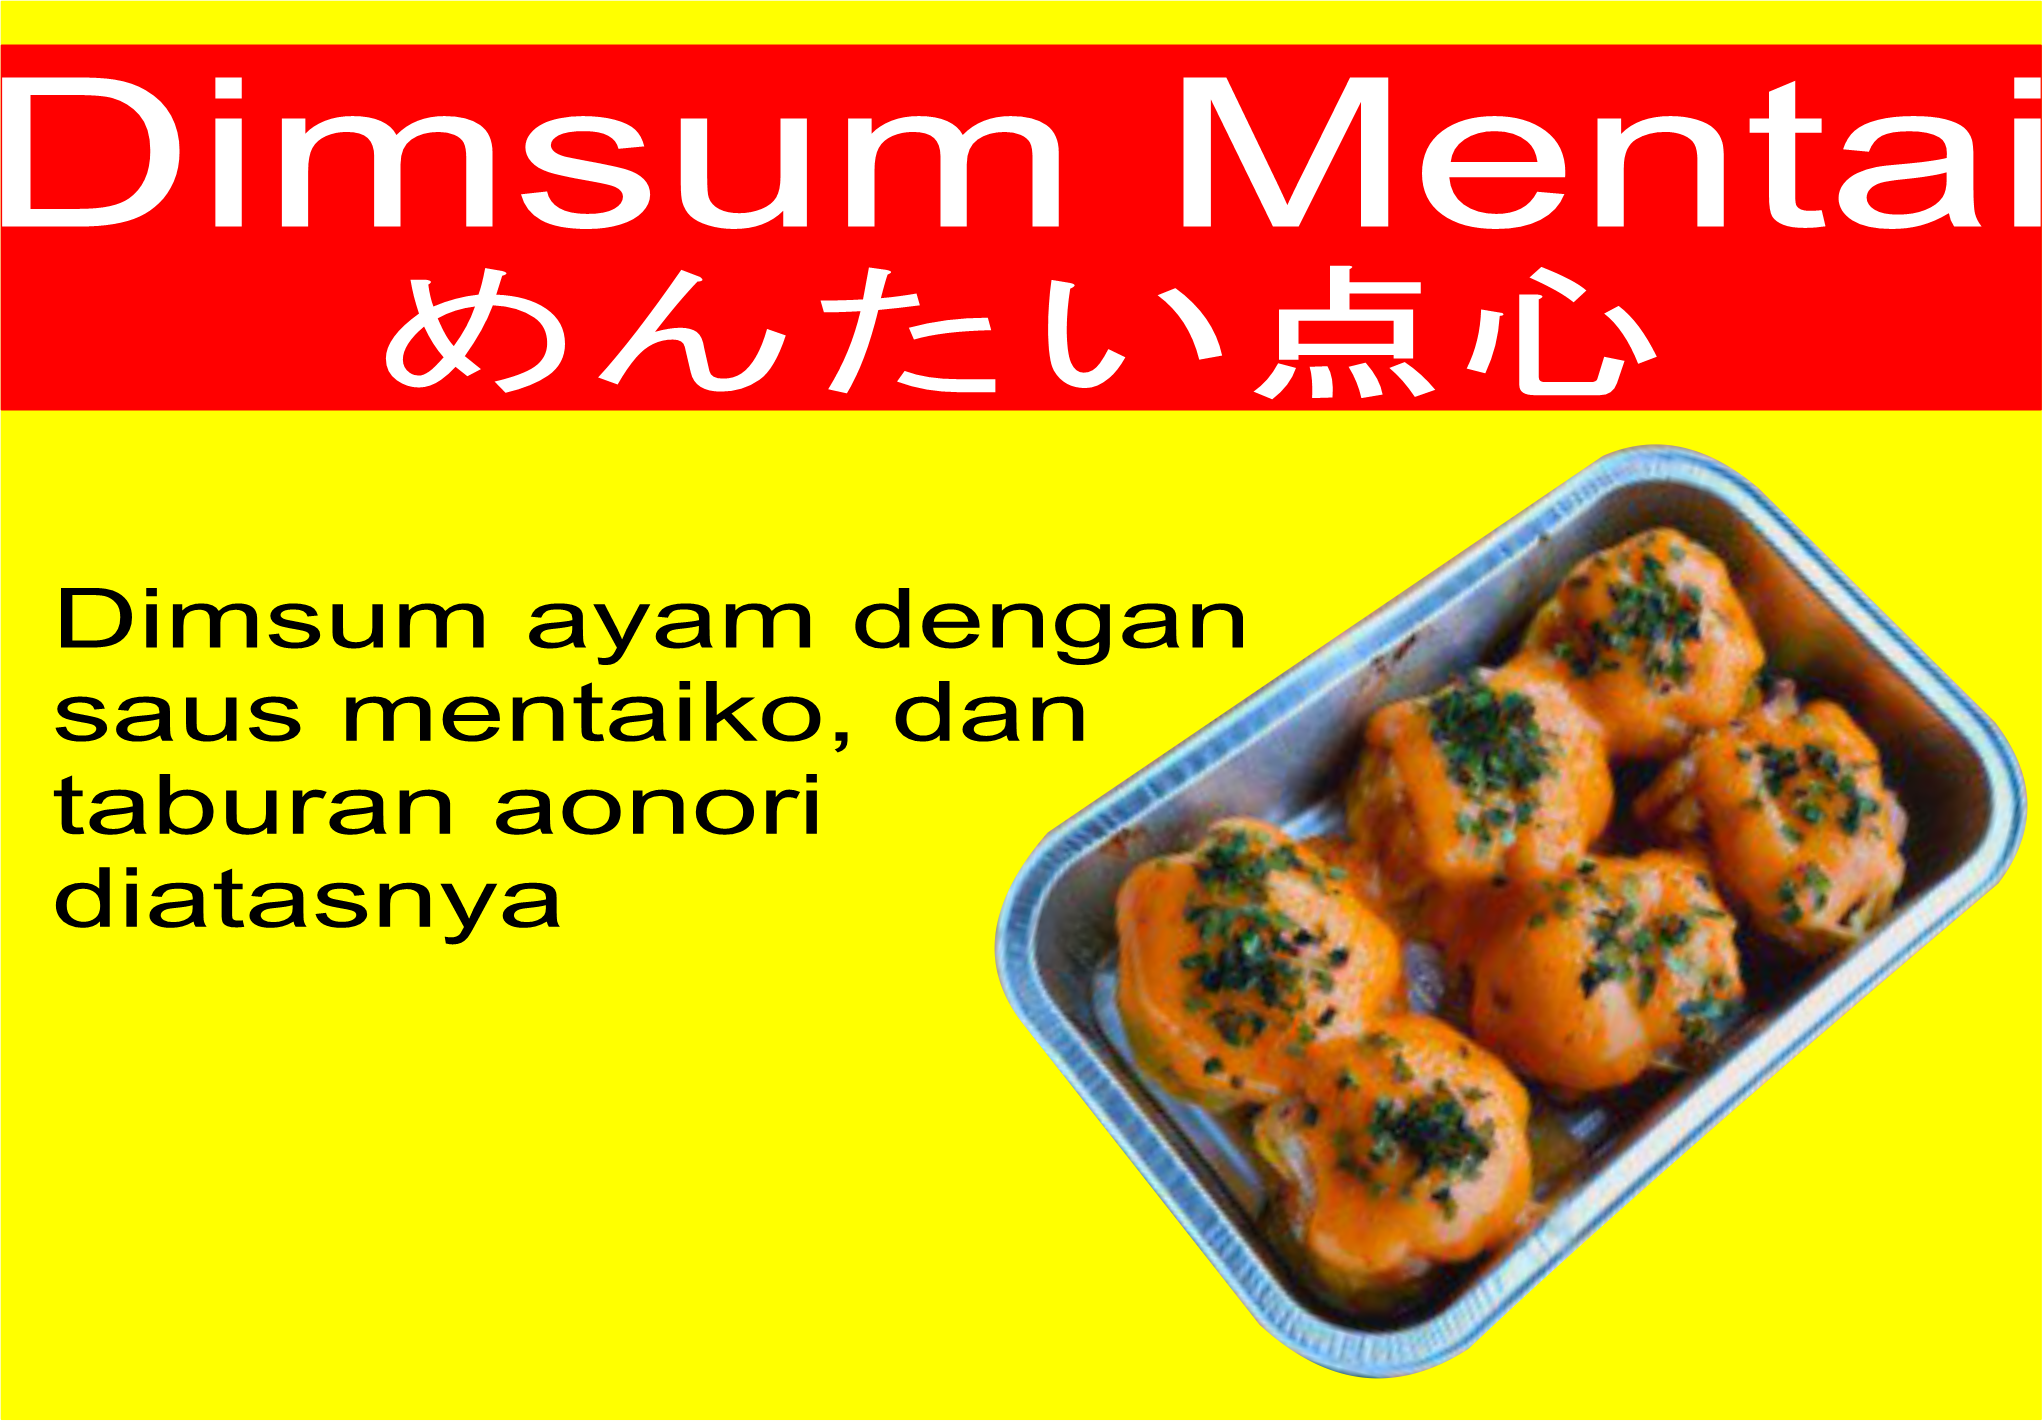 Dimsum Mentai
めんたい点心
Dimsum ayam dengan
saus mentaiko, dan
taburan aonori
diatasnya